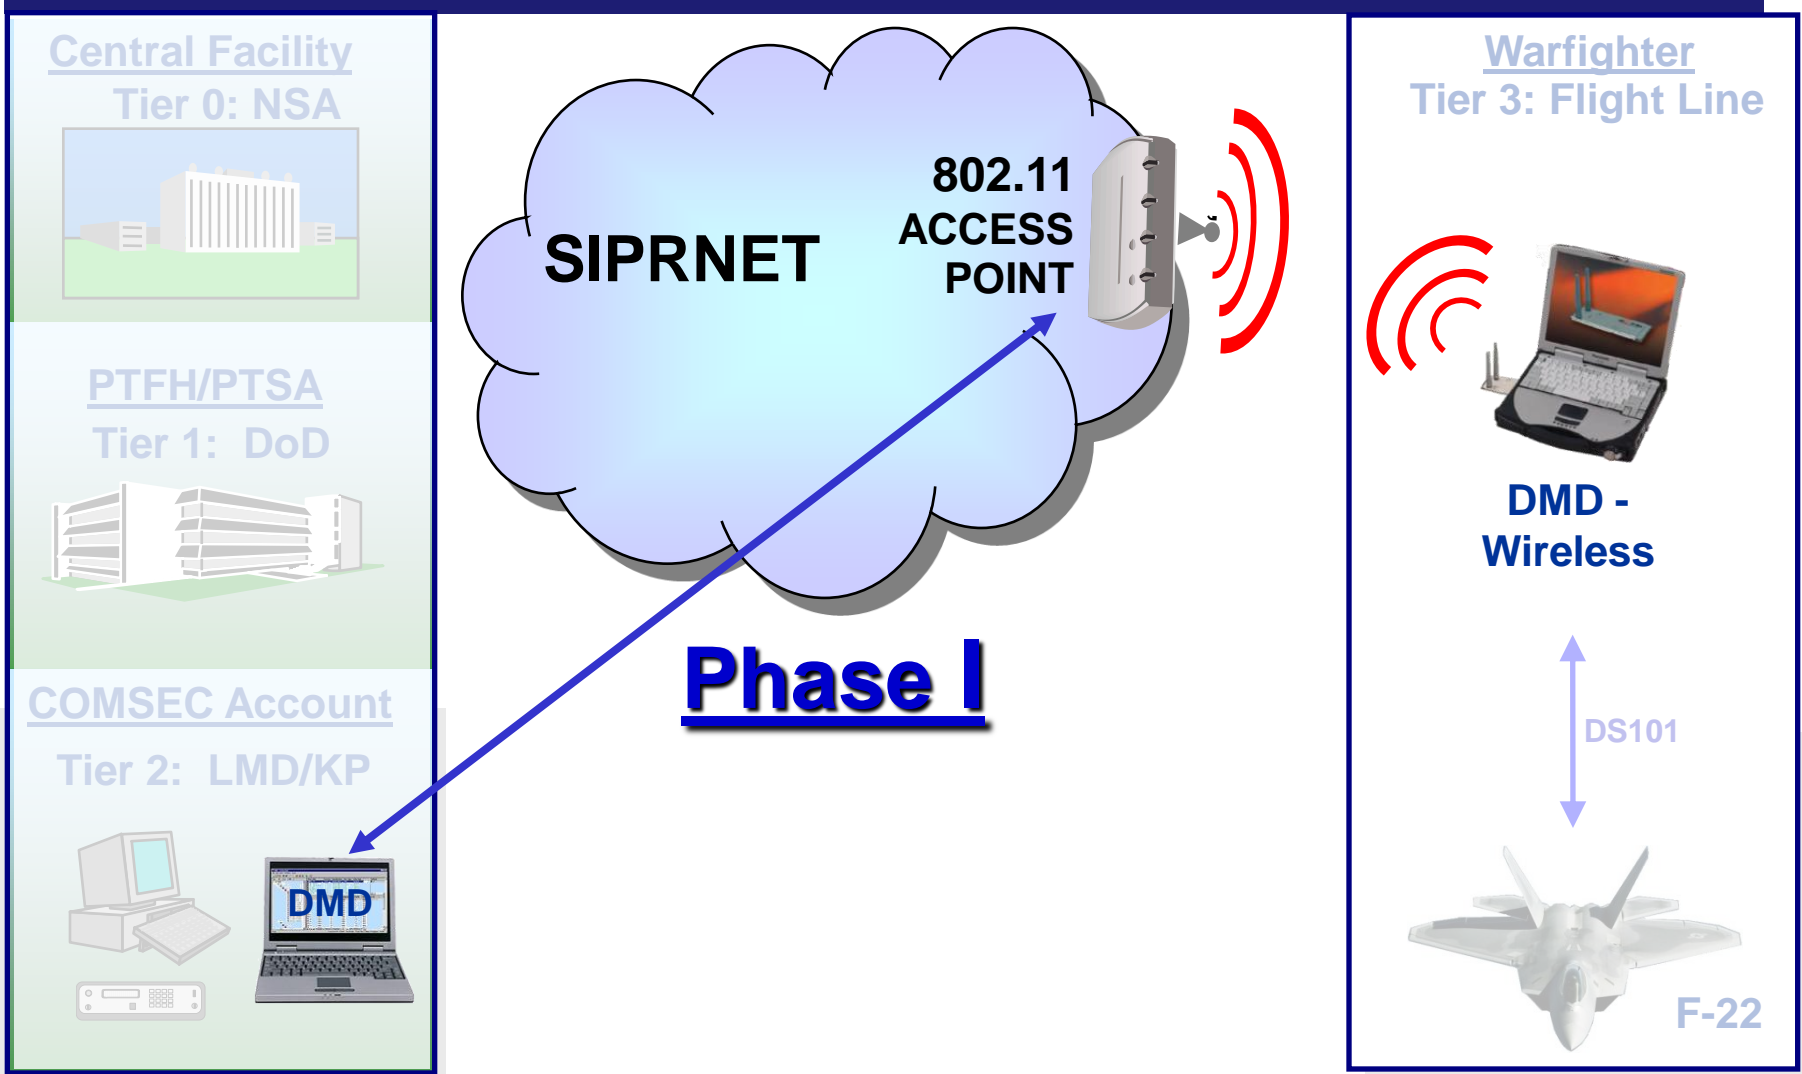 Central Facility
Tier 0: NSA
PTFH/PTSA
Tier 1: DoD
COMSEC Account
Tier 2: LMD/KP
DMD
SIPRNET
802.11
ACCESS
POINT
Phase I
Warfighter
Tier 3: Flight Line
DMD -
Wireless
DS101
F-22